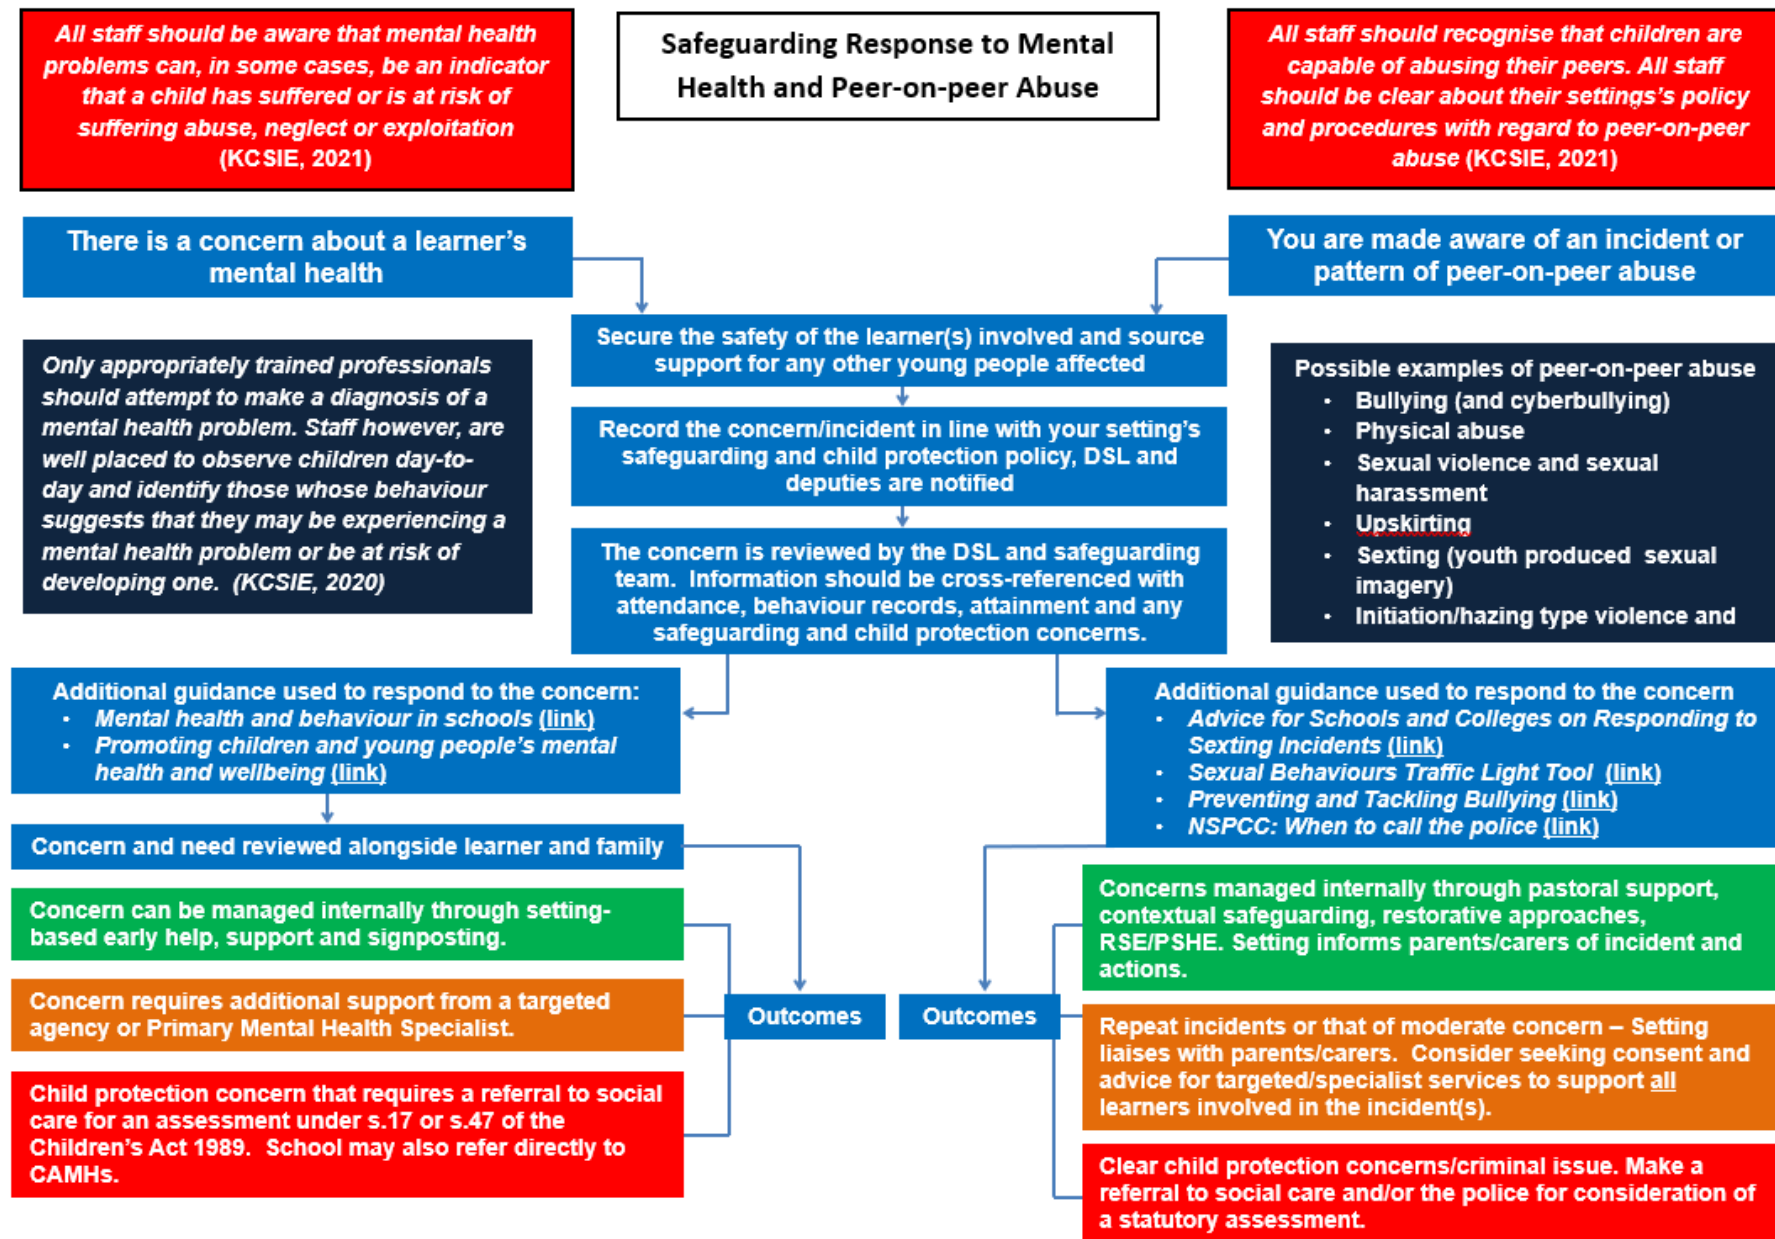 All staff should be aware that mental health
problems can, in some cases, be an indicator
that a child has suffered or is at risk of
suffering abuse, neglect or exploitation
(KCSIE, 2021)
Safeguarding Response to Mental
Health and Peer-on-peer Abuse
All staff should recognise that children are
capable of abusing their peers. All staff
should be clear about their settings's policy
and procedures with regard to peer-on-peer
abuse (KCSIE, 2021)
There is a concern about a learner's
mental health
You are made aware of an incident or
pattern of peer-on-peer abuse
Secure the safety of the learner(s) involved and source
support for any other young people affected
Only appropriately trained professionals
should attempt to make a diagnosis of a
mental health problem. Staff however, are
well placed to observe children day-to-
day and identify those whose behaviour
suggests that they may be experiencing a
mental health problem or be at risk of
developing one.  (KCSIE, 2020)
Record the concern/incident in line with your setting's
safeguarding and child protection policy, DSL and
deputies are notified
Possible examples of peer-on-peer abuse
• Bullying (and cyberbullying)
• Physical abuse
• Sexual violence and sexual
harassment
• Upskirting
• Sexting (youth produced  sexual
imagery)
• Initiation/hazing type violence and
The concern is reviewed by the DSL and safeguarding
team.  Information should be cross-referenced with
attendance, behaviour records, attainment and any
safeguarding and child protection concerns.
Additional guidance used to respond to the concern:
• Mental health and behaviour in schools (link)
• Promoting children and young people's mental
health and wellbeing (link)
Additional guidance used to respond to the concern
• Advice for Schools and Colleges on Responding to
Sexting Incidents (link)
• Sexual Behaviours Traffic Light Tool  (link)
• Preventing and Tackling Bullying (link)
• NSPCC: When to call the police (link)
Concern and need reviewed alongside learner and family
Concern can be managed internally through setting-
based early help, support and signposting.
Concern requires additional support from a targeted
agency or Primary Mental Health Specialist.
Child protection concern that requires a referral to social
care for an assessment under s.17 or s.47 of the
Children's Act 1989.  School may also refer directly to
CAMHs.
Outcomes
Outcomes
Concerns managed internally through pastoral support,
contextual safeguarding, restorative approaches,
RSE/PSHE. Setting informs parents/carers of incident and
actions.
Repeat incidents or that of moderate concern – Setting
liaises with parents/carers.  Consider seeking consent and
advice for targeted/specialist services to support all
learners involved in the incident(s).
Clear child protection concerns/criminal issue. Make a
referral to social care and/or the police for consideration of
a statutory assessment.